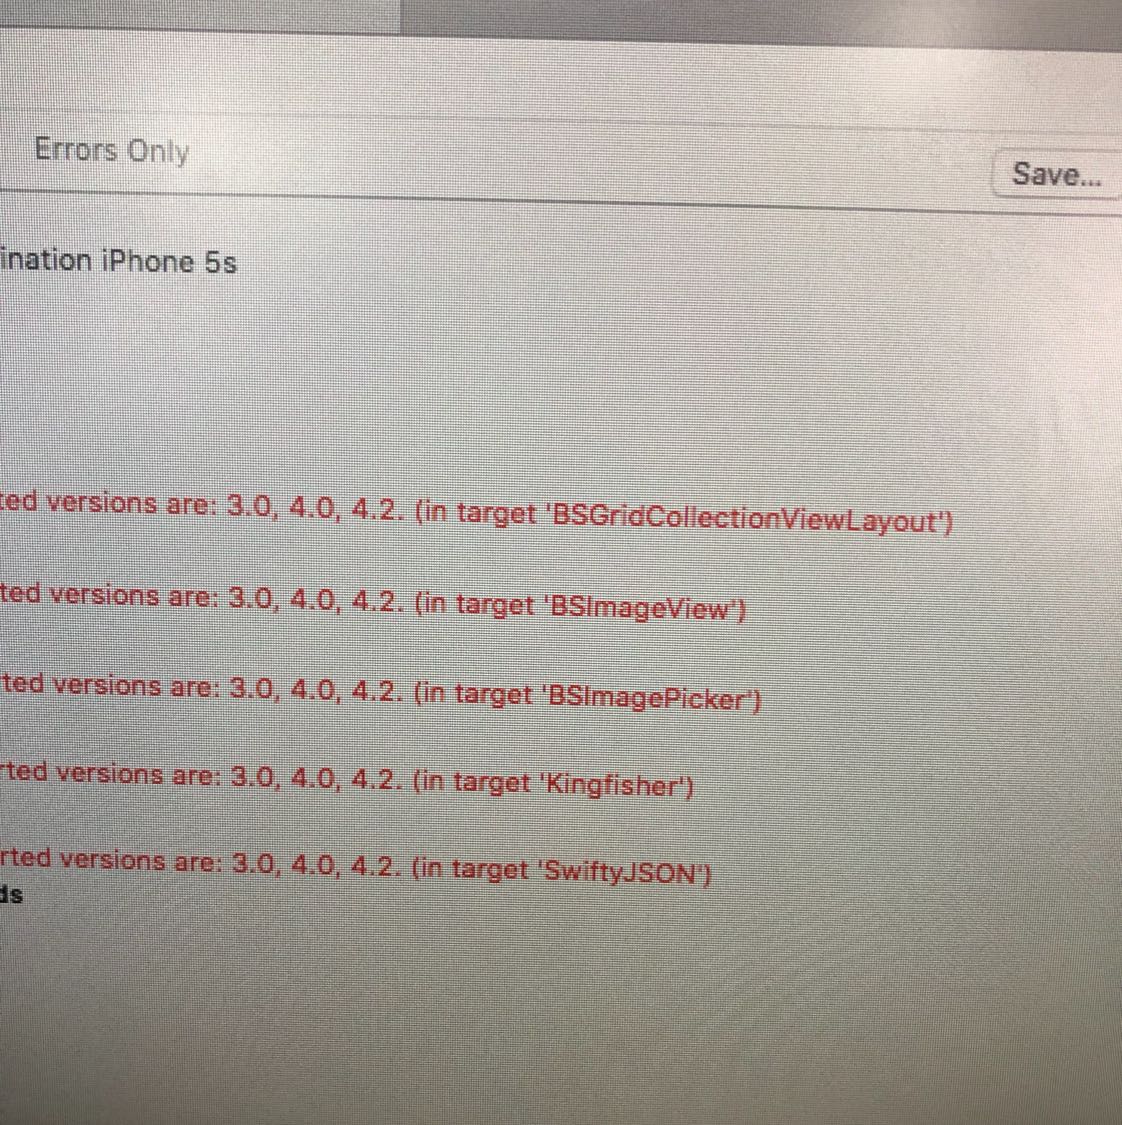 Errors Only
Save...
ination iPhone 5s
ted versions are: 3.0, 4.0, 4.2. (in target 'BSGridCollectionViewLayout')
ted versions are: 3.0, 4.0, 4.2. (in target 'BSImageView')
ted versions are: 3.0, 4.0, 4.2. (in target 'BSImagePicker')
rted versions are: 3.0, 4.0, 4.2. (in target 'Kingfisher')
rted versions are: 3.0, 4.0, 4.2. (in target 'SwiftyJSON')
ds